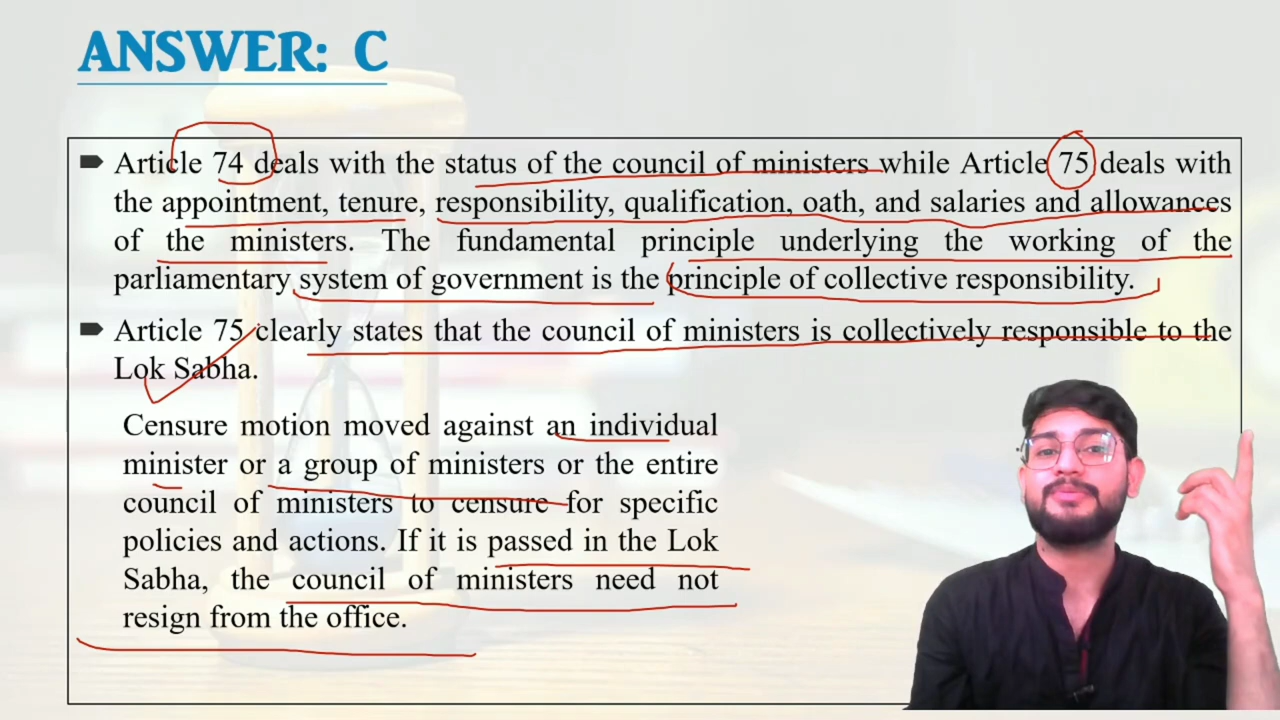 ANSWER: C
Article 74 deals with the status of the council of ministers while Article 75 deals with
the appointment, tenure, responsibility, qualification, oath, and salaries and allowances
of the ministers. The fundamental principle underlying the working of the
parliamentary system of government is the principle of collective responsibility.
Article 75 clearly states that the council of ministers is collectively responsible to the
Lok Sabha.
Censure motion moved against an individual
minister or a group of ministers or the entire
council of ministers to censure for specific
policies and actions. If it is passed in the Lok
Sabha, the council of ministers need not
resign from the office.